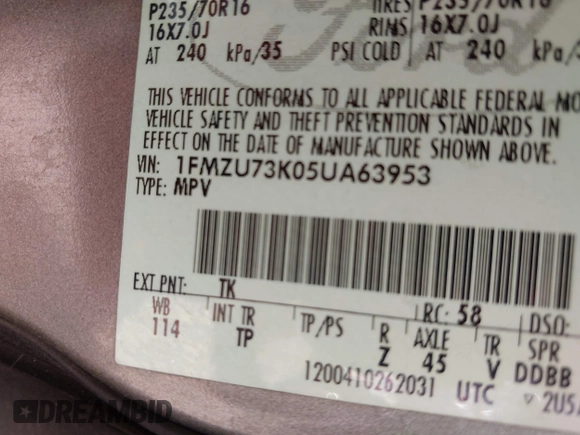 P235/70R16 TIRES P235/70R16
16X7.0J RIMS 16X7.0J
AT 240 kPa/35 PSI COLD AT 240 kPa/
Ford
THIS VEHICLE CONFORMS TO ALL APPLICABLE FEDERAL MO
VEHICLE SAFETY AND THEFT PREVENTION STANDARDS IN
EFFECT ON THE DATE OF MANUFACTURE SHOWN ABOVE.
VIN: 1FMZU73K05UA63953
TYPE: MPV
EXT PNT: TK RC: 58 DSO:
WB INT TR TP/PS R AXLE TR SPR
114 TP Z 45 V DDBB
1200410262031 UTC
DREAMBID